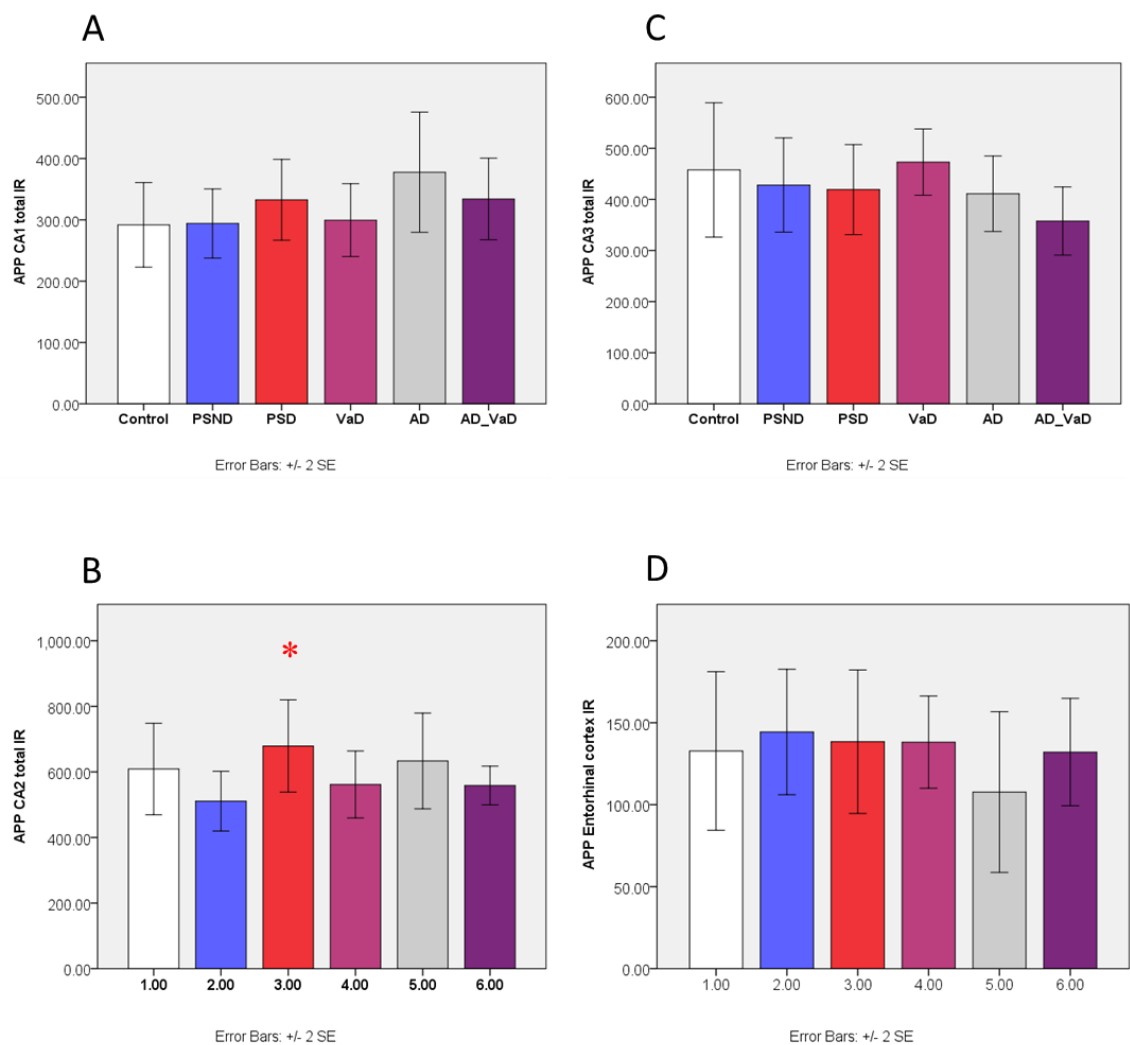 A
APP CA1 total IR
500.00
400.00
300.00
200.00
100.00
0.00
Control PSND PSD VaD AD AD_VaD
Error Bars: +/- 2 SE
C
APP CA3 total IR
600.00
500.00
400.00
300.00
200.00
100.00
0.00
Control PSND PSD VaD AD AD_VaD
Error Bars: +/- 2 SE
B
APP CA2 total IR
1,000.00
800.00
600.00
400.00
200.00
0.00
*
1.00 2.00 3.00 4.00 5.00 6.00
Error Bars: +/- 2 SE
D
APP Entorhinal cortex IR
200.00
150.00
100.00
50.00
0.00
1.00 2.00 3.00 4.00 5.00 6.00
Error Bars: +/- 2 SE